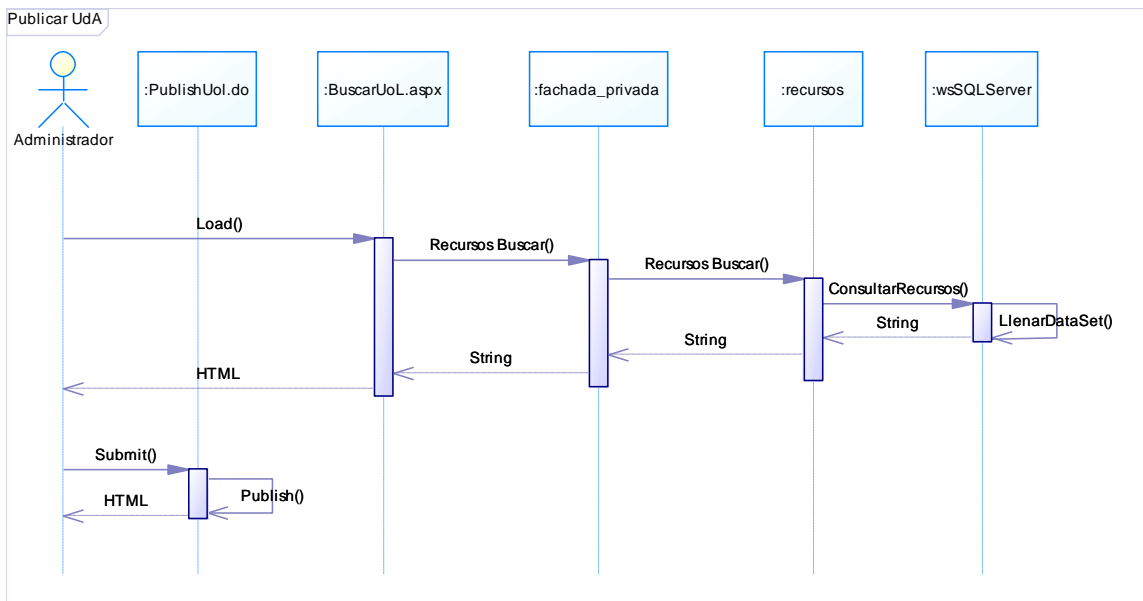 Publicar UdA
:PublishUol.do
:BuscarUoL.aspx
:fachada_privada
:recursos
:wsSQLServer
Administrador
Load()
Recursos Buscar()
Recursos Buscar()
ConsultarRecursos()
LlenarDataSet()
String
String
String
HTML
Submit()
Publish()
HTML